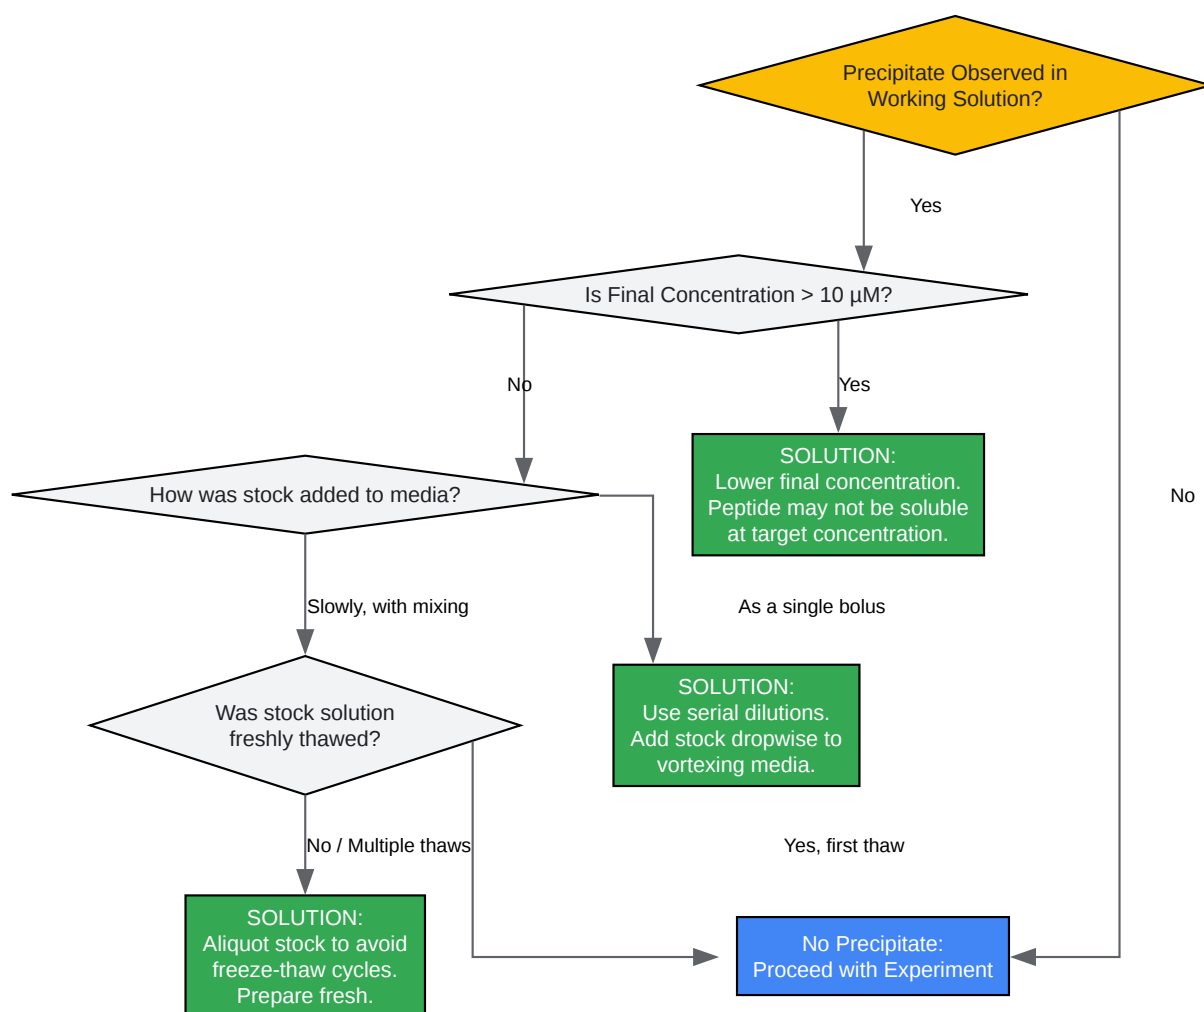 Precipitate Observed in
Working Solution?
Yes
Is Final Concentration > 10 µM?
No
Yes
SOLUTION:
Lower final concentration.
Peptide may not be soluble
at target concentration.
How was stock added to media?
No
Slowly, with mixing
As a single bolus
SOLUTION:
Use serial dilutions.
Add stock dropwise to
vortexing media.
Was stock solution
freshly thawed?
No / Multiple thaws
Yes, first thaw
SOLUTION:
Aliquot stock to avoid
freeze-thaw cycles.
Prepare fresh.
No Precipitate:
Proceed with Experiment